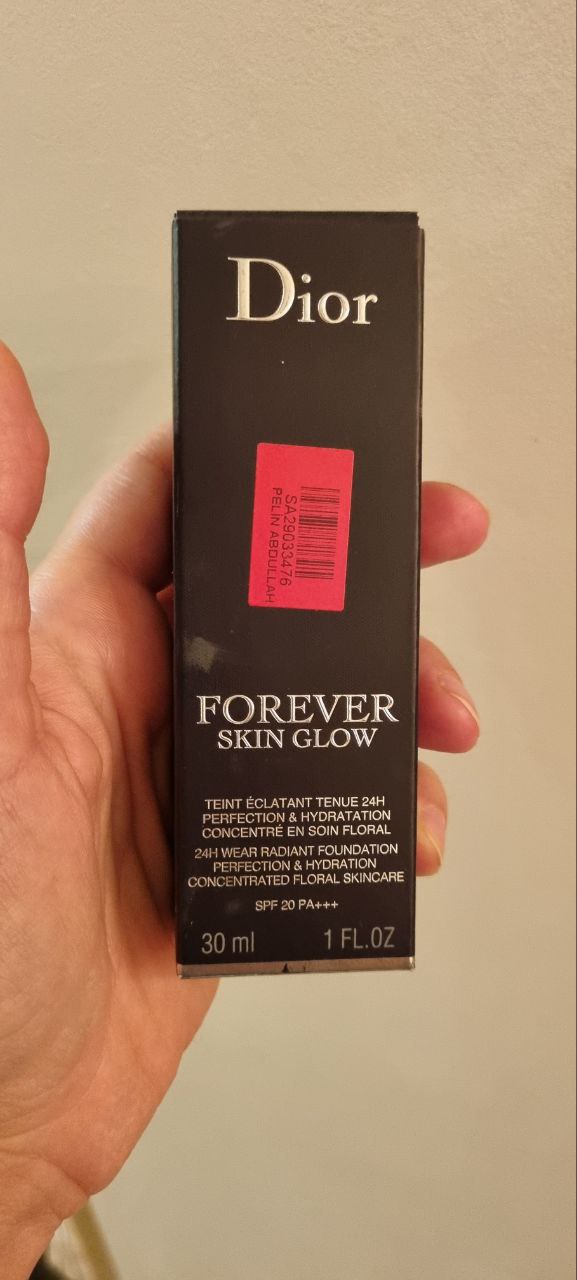 Dior
SA29033476
PELIN ABDULLAH
FOREVER
SKIN GLOW
TEINT ÉCLATANT TENUE 24H
PERFECTION & HYDRATATION
CONCENTRÉ EN SOIN FLORAL
24H WEAR RADIANT FOUNDATION
PERFECTION & HYDRATION
CONCENTRATED FLORAL SKINCARE
SPF 20 PA+++
30 ml 1 FL.OZ